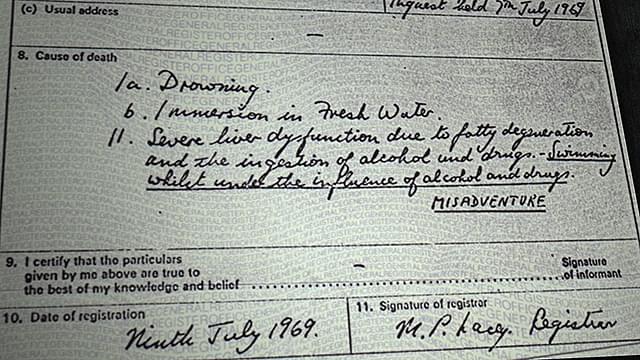 (c) Usual address
Inquest held 7th July 1969
8. Cause of death
1a. Drowning.
b. Immersion in Fresh Water.
11. Severe liver dysfunction due to fatty degeneration
and the ingestion of alcohol and drugs. - Swimming
whilst under the influence of alcohol and drugs.
MISADVENTURE
9. I certify that the particulars
given by me above are true to
the best of my knowledge and belief
Signature
of informant
10. Date of registration
Ninth July 1969.
11. Signature of registrar
M. P. Lacey. Registrar